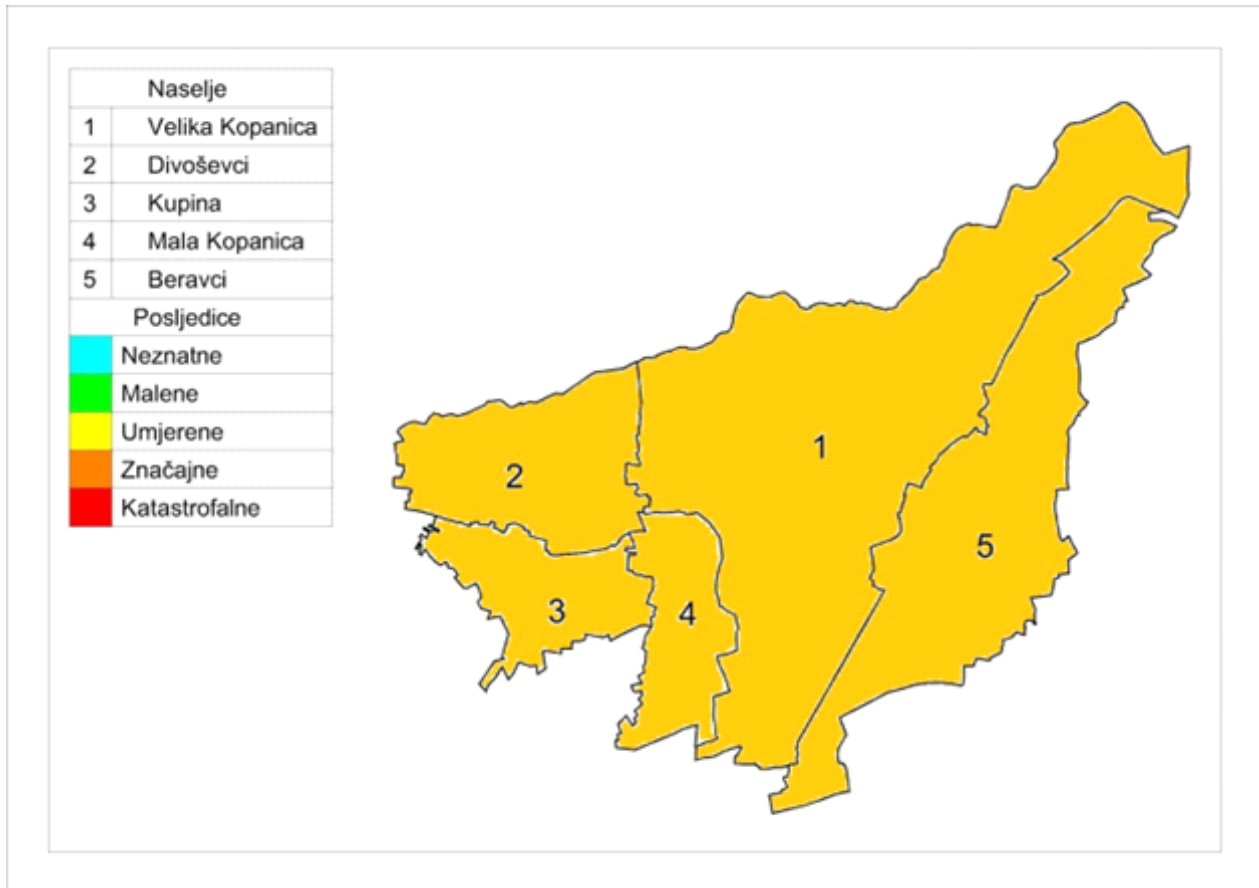 Naselje
1 Velika Kopanica
2 Divoševci
3 Kupina
4 Mala Kopanica
5 Beravci
Posljedice
Neznatne
Malene
Umjerene
Značajne
Katastrofalne
1
2
5
3
4